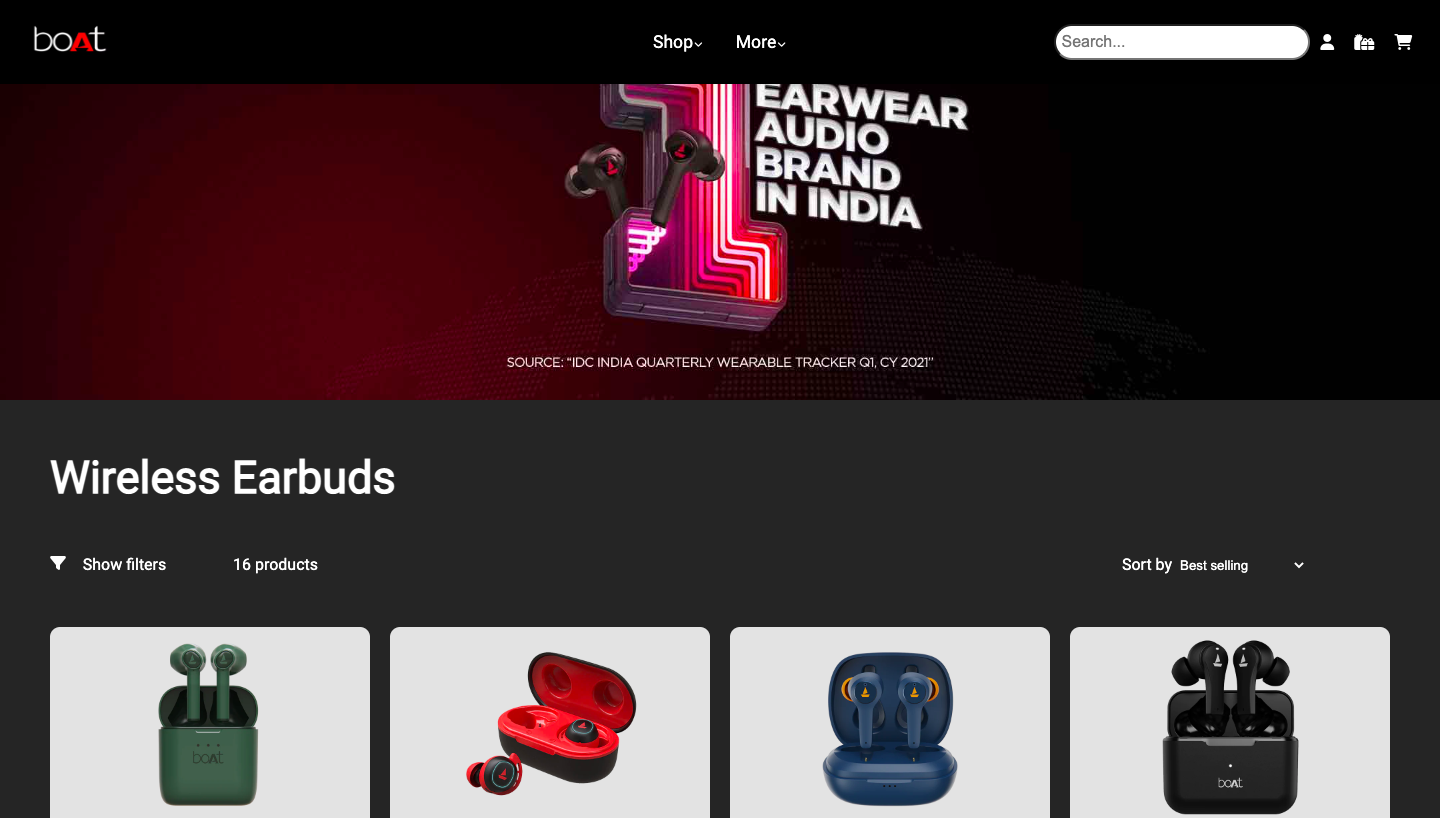 boAt
Shop
More
Search...
EARWEAR
AUDIO
BRAND
IN INDIA
SOURCE: “IDC INDIA QUARTERLY WEARABLE TRACKER Q1, CY 2021”
Wireless Earbuds
Show filters
16 products
Sort by Best selling
boAt
boAt